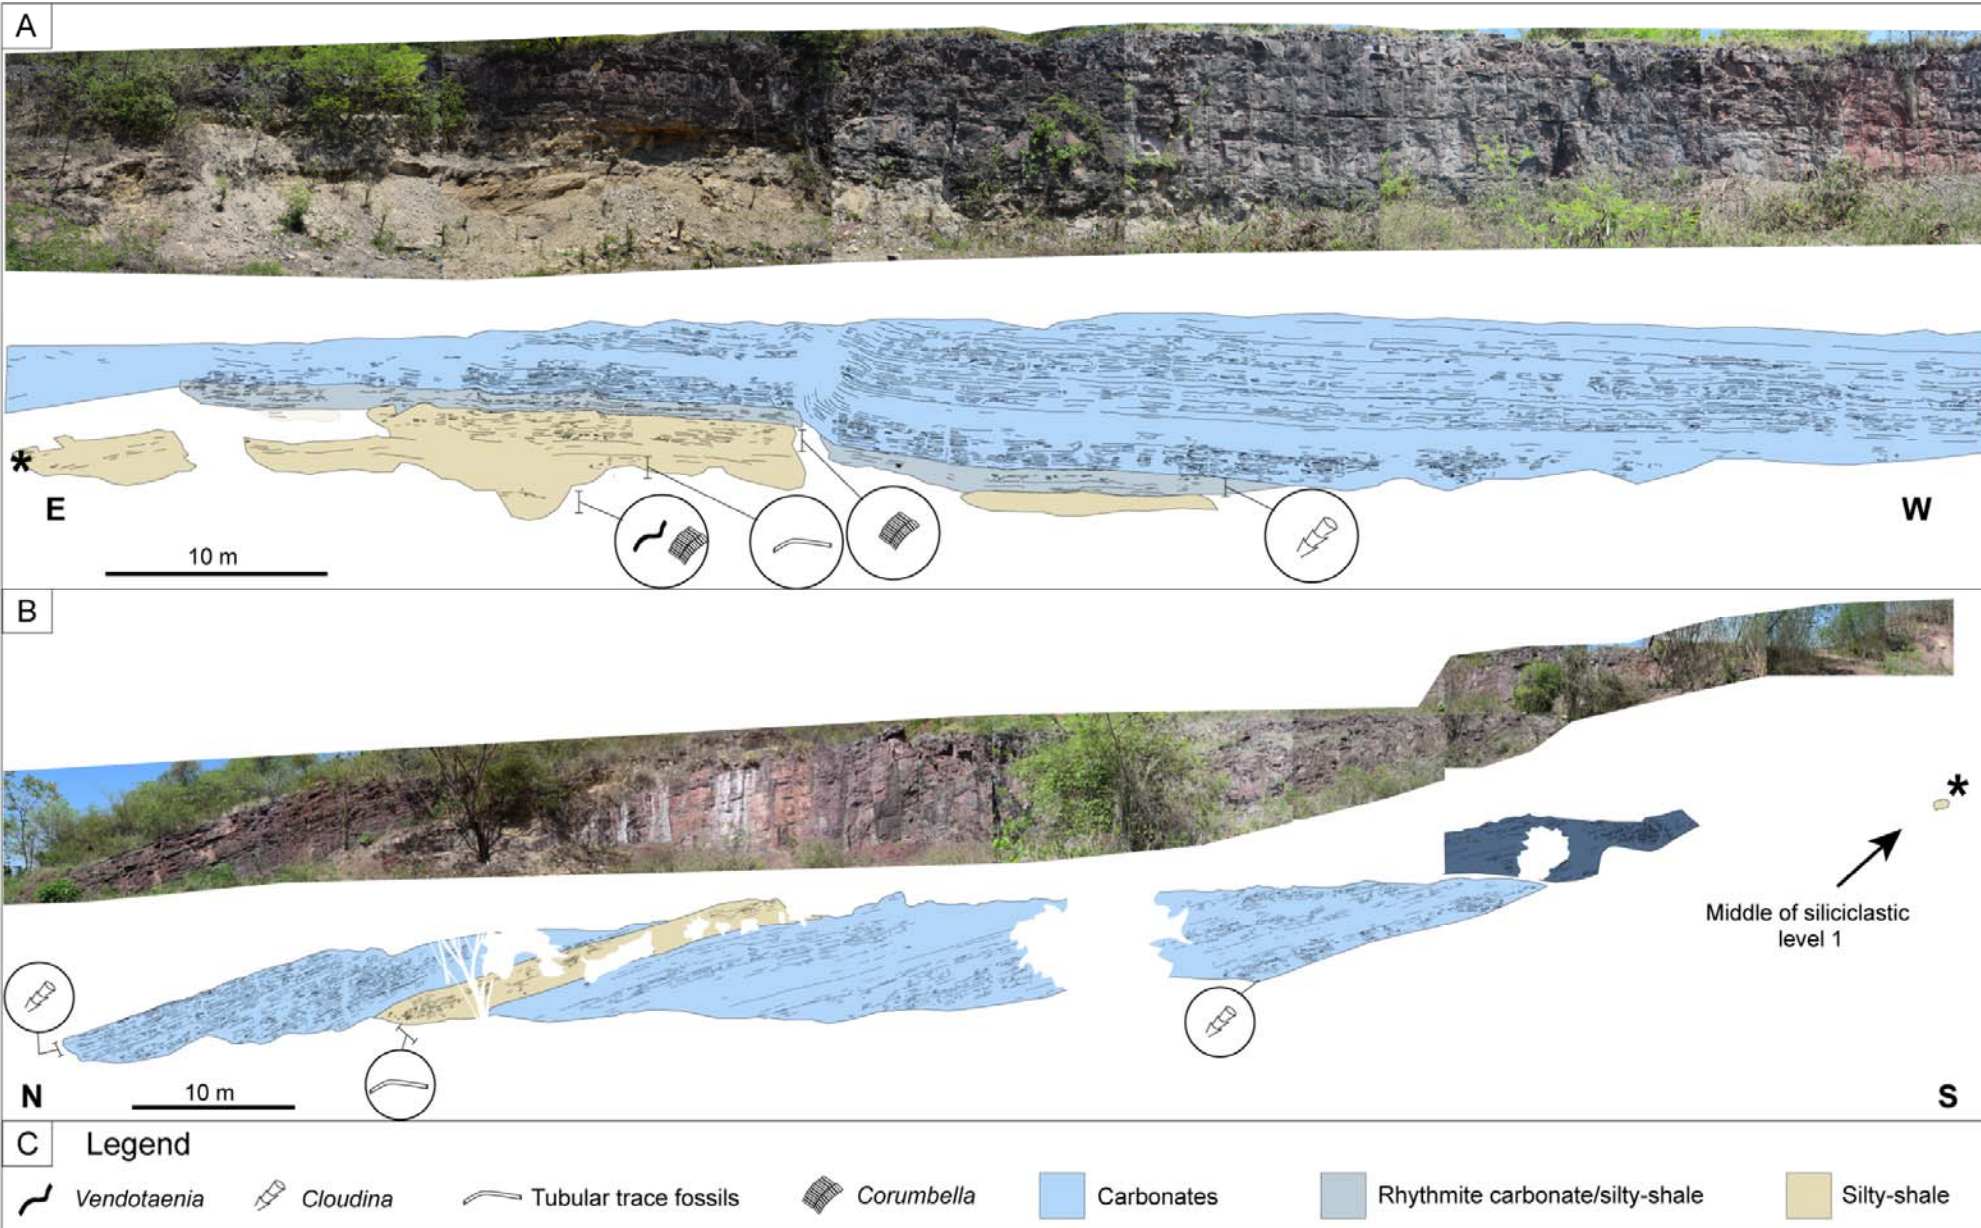 A
*
E
W
10 m
B
*
Middle of siliciclastic
level 1
N
10 m
S
C Legend
Vendotaenia Cloudina Tubular trace fossils Corumbella Carbonates Rhythmite carbonate/silty-shale Silty-shale